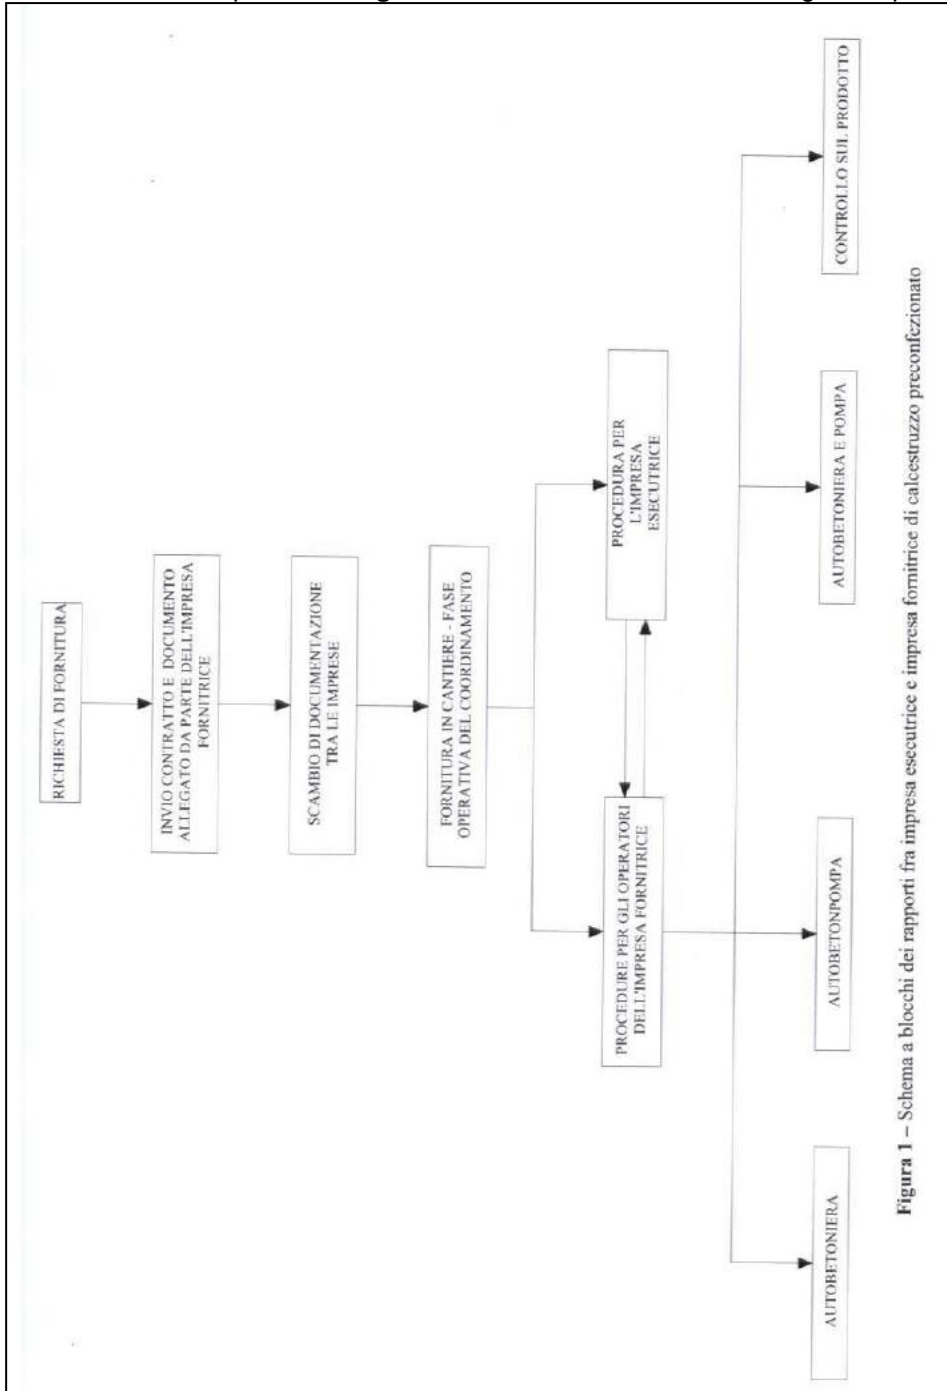 RICHIESTA DI FORNITURA
INVIO CONTRATTO E DOCUMENTO
ALLEGATO DA PARTE DELL'IMPRESA
FORNITRICE
SCAMBIO DI DOCUMENTAZIONE
TRA LE IMPRESE
FORNITURA IN CANTIERE - FASE
OPERATIVA DEL COORDINAMENTO
PROCEDURE PER GLI OPERATORI
DELL'IMPRESA FORNITRICE
PROCEDURA PER
L'IMPRESA
ESECUTRICE
AUTOBETONIERA
AUTOBETONPOMPA
AUTOBETONIERA E POMPA
CONTROLLO SUL PRODOTTO
Figura 1 – Schema a blocchi dei rapporti fra impresa esecutrice e impresa fornitrice di calcestruzzo preconfezionato